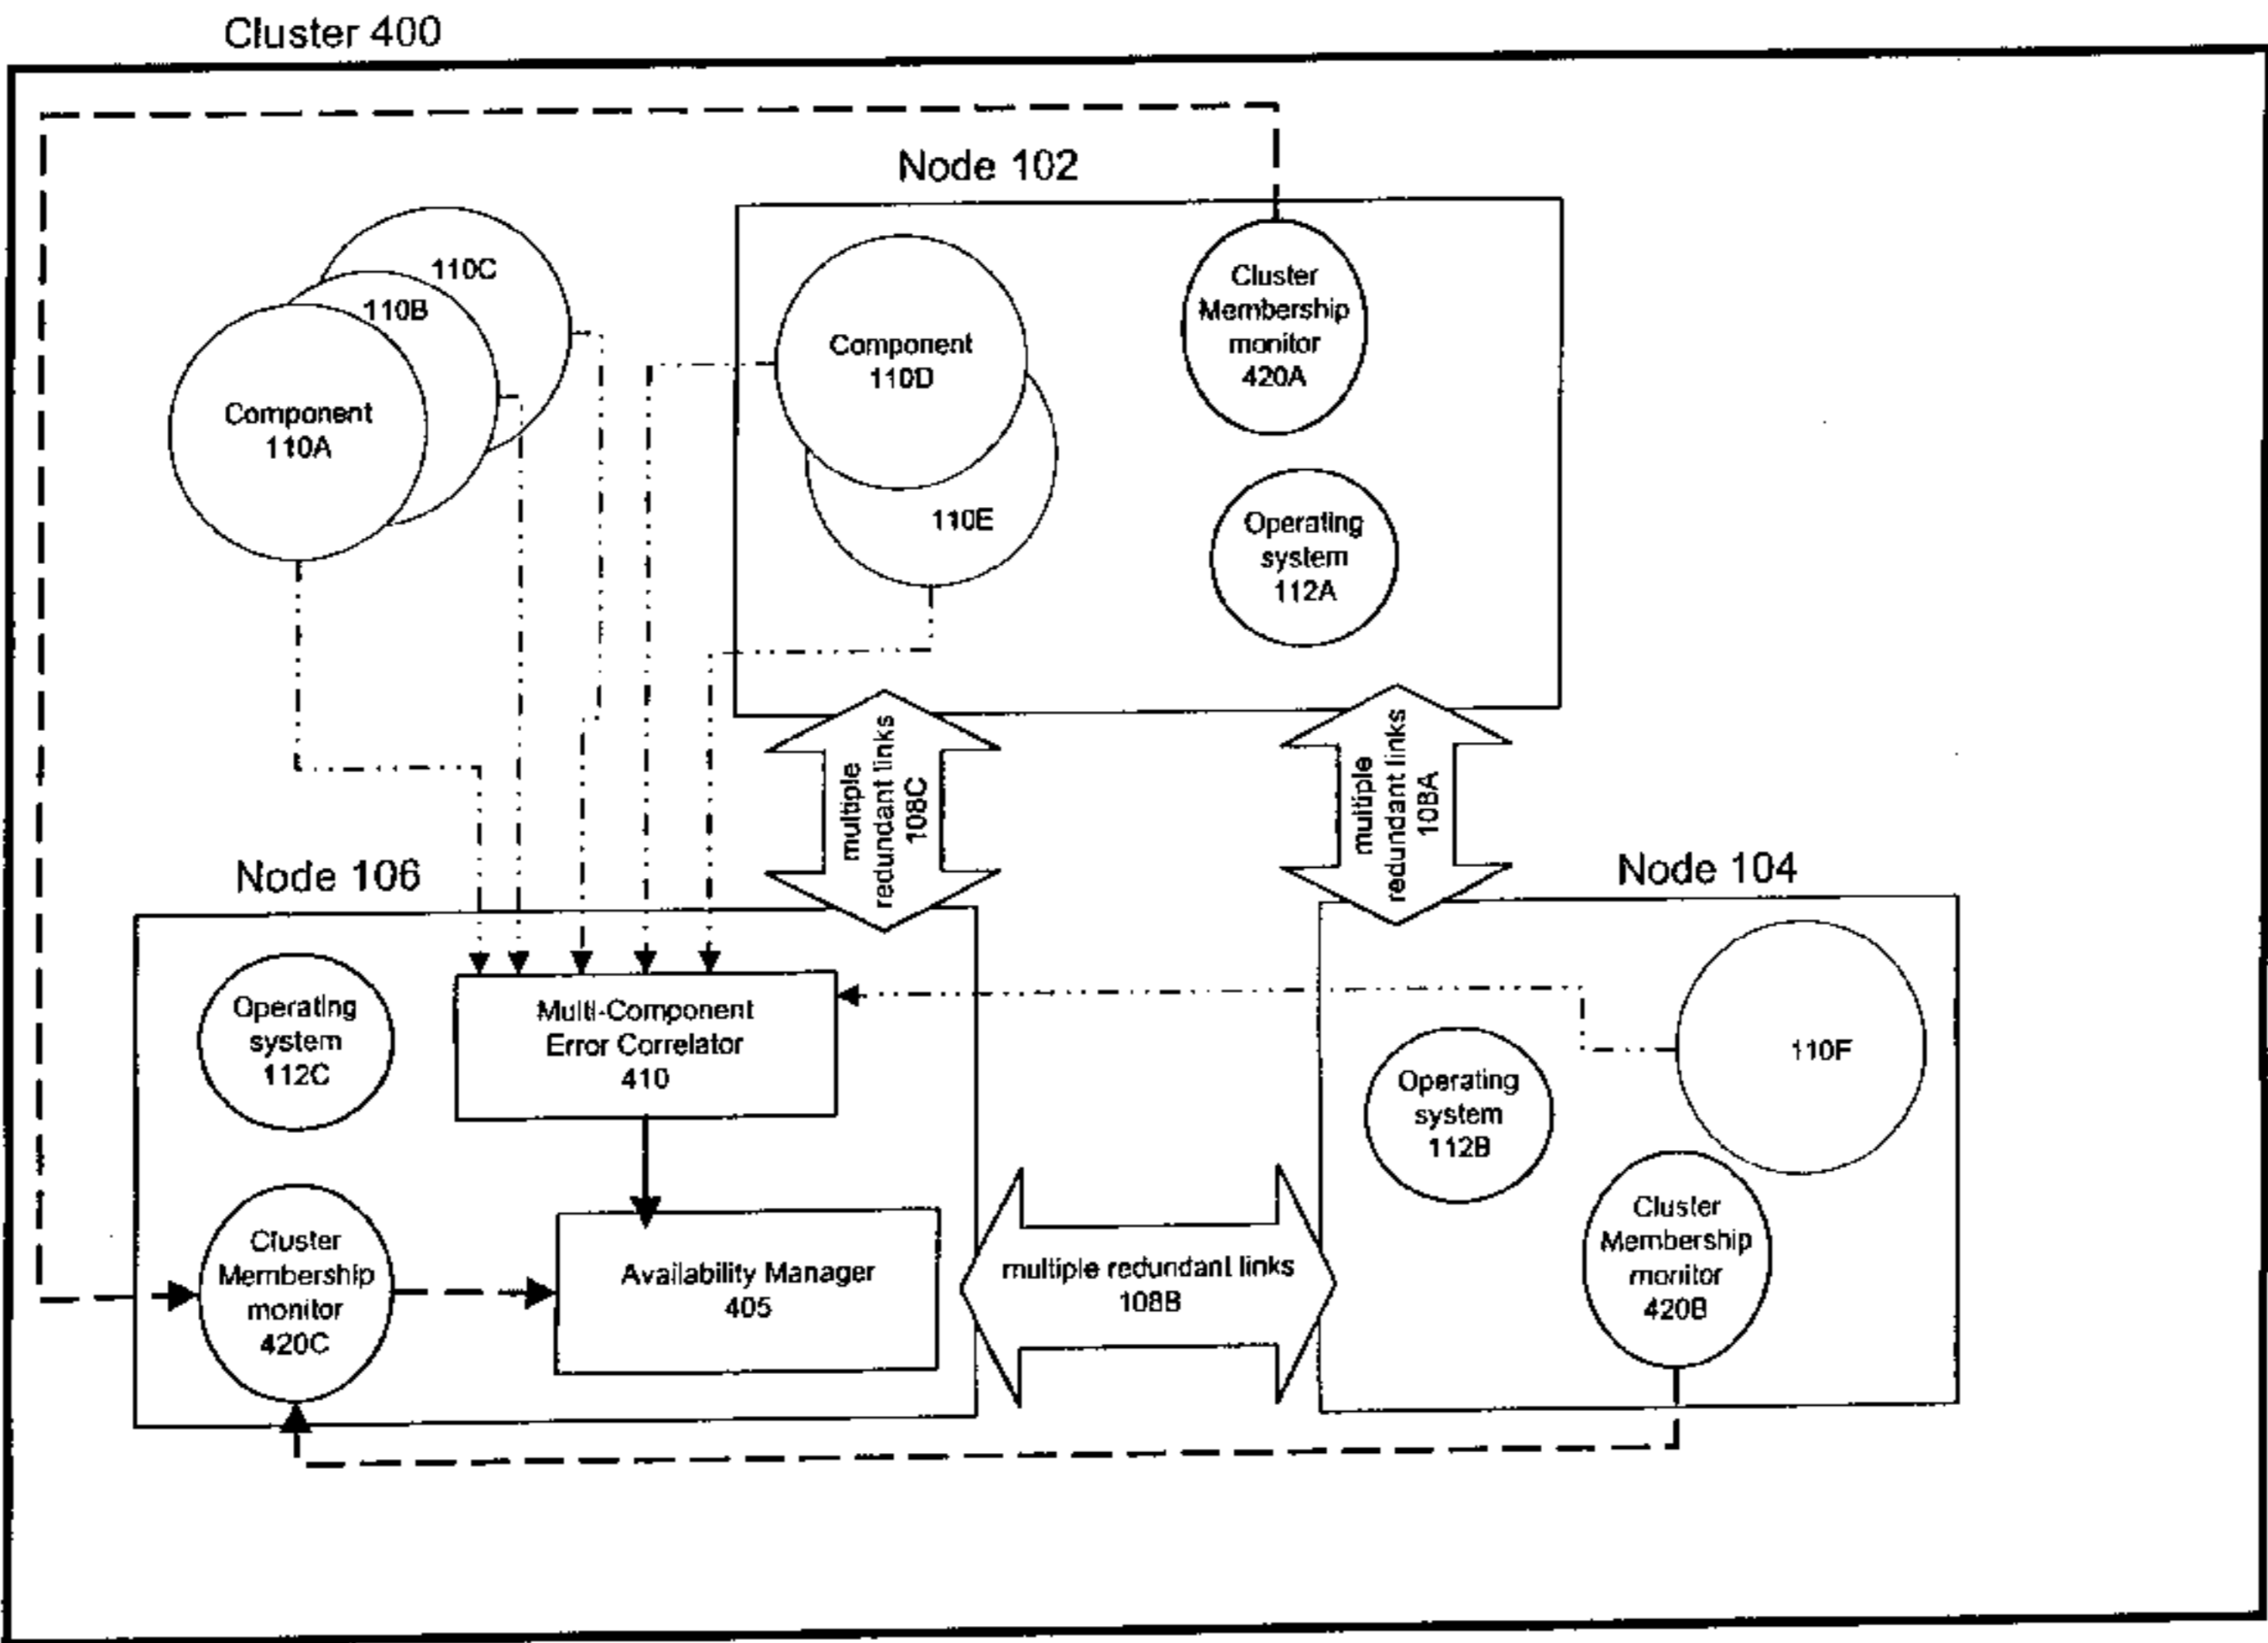 Cluster 400
Node 102
110C
110B
Component
110A
Component
110D
110E
Cluster
Membership
monitor
420A
Operating
system
112A
multiple
redundant links
108C
multiple
redundant links
108A
Node 106
Node 104
Operating
system
112C
Multi-Component
Error Correlator
410
110F
Operating
system
112B
Cluster
Membership
monitor
420C
Availability Manager
405
multiple redundant links
108B
Cluster
Membership
monitor
420B